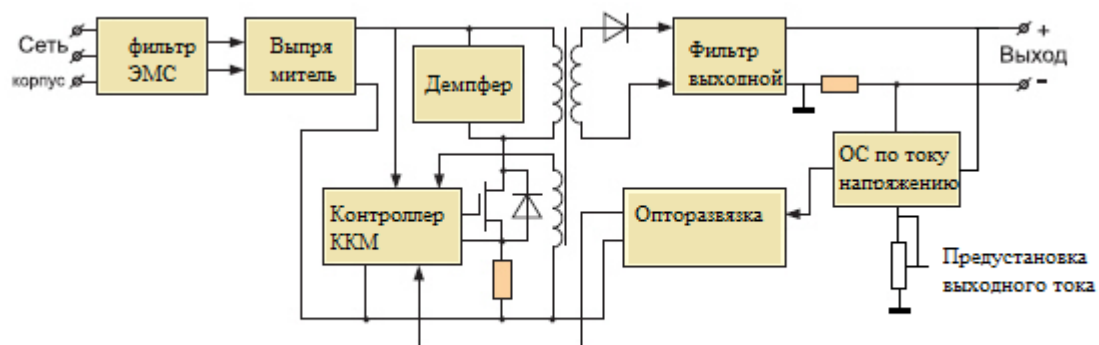 Сеть
корпус
фильтр
ЭМС
Выпря
митель
Демпфер
Фильтр
выходной
+
Выход
-
ОС по току
напряжению
Контроллер
ККМ
Опторазвязка
Предустановка
выходного тока